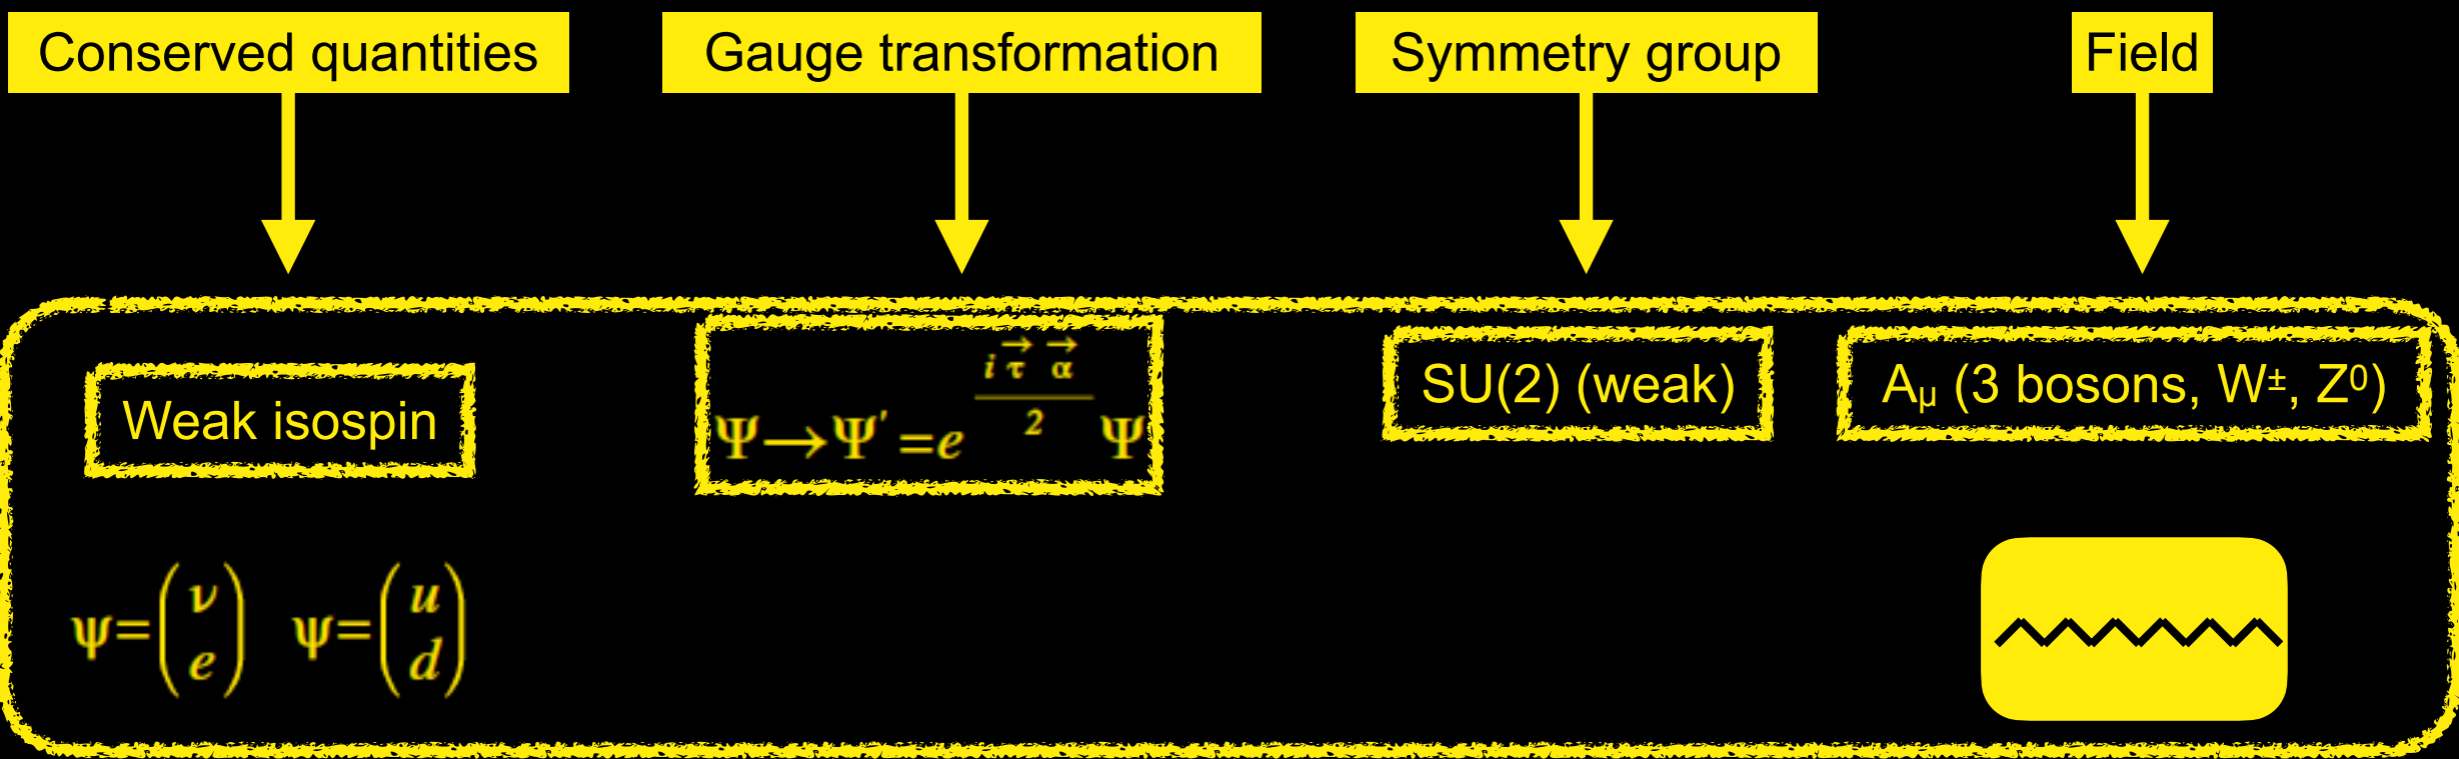 Conserved quantities
Gauge transformation
Symmetry group
Field
Weak isospin
Ψ→Ψ′=e^(i τ⃗ α⃗ / 2) Ψ
SU(2) (weak)
Aμ (3 bosons, W±, Z0)
ψ=(ν e) ψ=(u d)